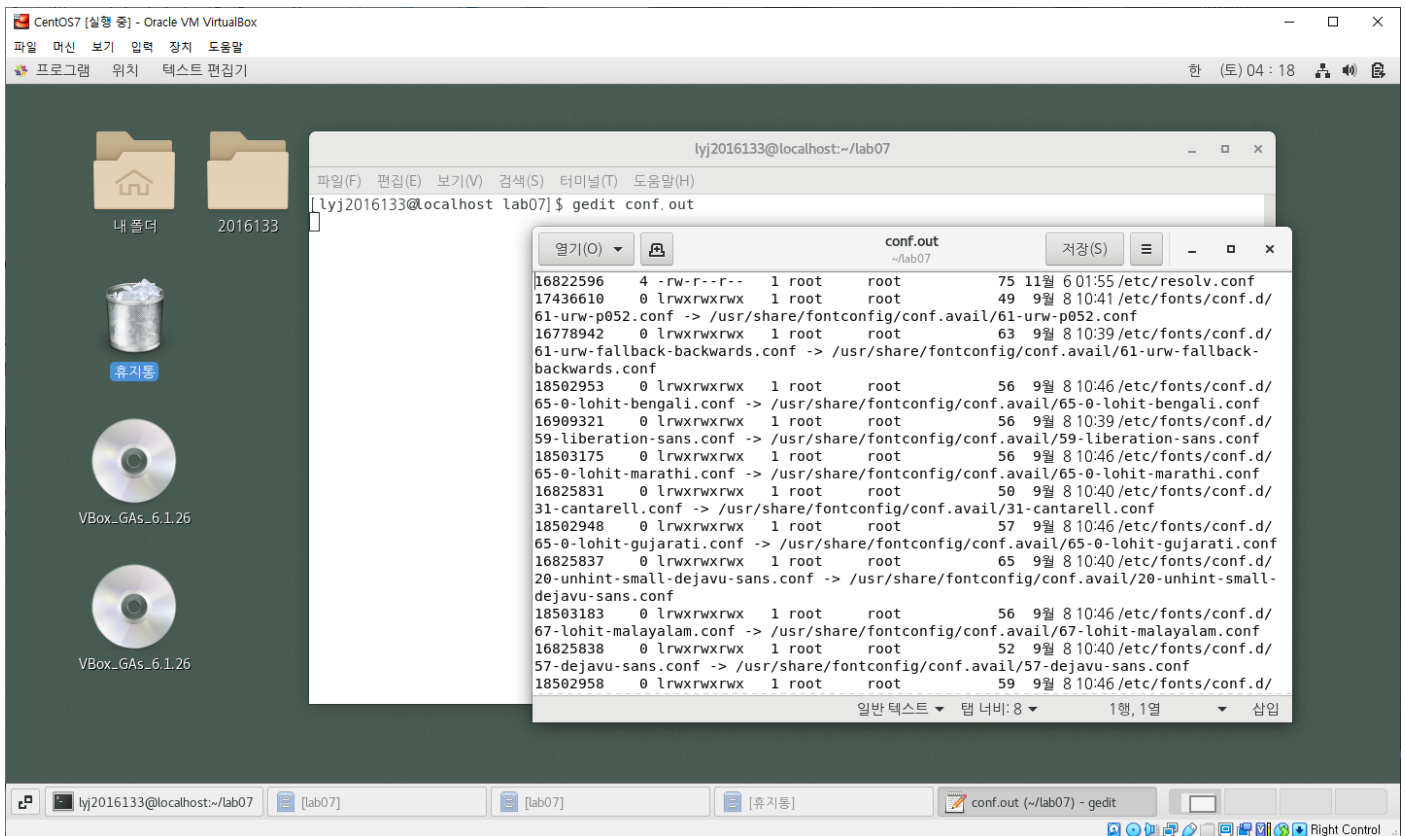 CentOS7 [실행 중] - Oracle VM VirtualBox
파일 머신 보기 입력 장치 도움말
프로그램 위치 텍스트 편집기 한 (토) 04 : 18
내 폴더
2016133
휴지통
VBox_GAs_6.1.26
VBox_GAs_6.1.26
lyj2016133@localhost:~/lab07
파일(F) 편집(E) 보기(V) 검색(S) 터미널(T) 도움말(H)
[lyj2016133@localhost lab07]$ gedit conf.out
열기(O)
conf.out
~/lab07
저장(S)
16822596 4 -rw-r--r-- 1 root root 75 11월 6 01:55 /etc/resolv.conf
17436610 0 lrwxrwxrwx 1 root root 49 9월 8 10:41 /etc/fonts/conf.d/
61-urw-p052.conf -> /usr/share/fontconfig/conf.avail/61-urw-p052.conf
16778942 0 lrwxrwxrwx 1 root root 63 9월 8 10:39 /etc/fonts/conf.d/
61-urw-fallback-backwards.conf -> /usr/share/fontconfig/conf.avail/61-urw-fallback-
backwards.conf
18502953 0 lrwxrwxrwx 1 root root 56 9월 8 10:46 /etc/fonts/conf.d/
65-0-lohit-bengali.conf -> /usr/share/fontconfig/conf.avail/65-0-lohit-bengali.conf
16909321 0 lrwxrwxrwx 1 root root 56 9월 8 10:39 /etc/fonts/conf.d/
59-liberation-sans.conf -> /usr/share/fontconfig/conf.avail/59-liberation-sans.conf
18503175 0 lrwxrwxrwx 1 root root 56 9월 8 10:46 /etc/fonts/conf.d/
65-0-lohit-marathi.conf -> /usr/share/fontconfig/conf.avail/65-0-lohit-marathi.conf
16825831 0 lrwxrwxrwx 1 root root 50 9월 8 10:40 /etc/fonts/conf.d/
31-cantarell.conf -> /usr/share/fontconfig/conf.avail/31-cantarell.conf
18502948 0 lrwxrwxrwx 1 root root 57 9월 8 10:46 /etc/fonts/conf.d/
65-0-lohit-gujarati.conf -> /usr/share/fontconfig/conf.avail/65-0-lohit-gujarati.conf
16825837 0 lrwxrwxrwx 1 root root 65 9월 8 10:40 /etc/fonts/conf.d/
20-unhint-small-dejavu-sans.conf -> /usr/share/fontconfig/conf.avail/20-unhint-small-
dejavu-sans.conf
18503183 0 lrwxrwxrwx 1 root root 56 9월 8 10:46 /etc/fonts/conf.d/
67-lohit-malayalam.conf -> /usr/share/fontconfig/conf.avail/67-lohit-malayalam.conf
16825838 0 lrwxrwxrwx 1 root root 52 9월 8 10:40 /etc/fonts/conf.d/
57-dejavu-sans.conf -> /usr/share/fontconfig/conf.avail/57-dejavu-sans.conf
18502958 0 lrwxrwxrwx 1 root root 59 9월 8 10:46 /etc/fonts/conf.d/
일반 텍스트 탭 너비: 8 1행, 1열 삽입
lyj2016133@localhost:~/lab07 [lab07] [lab07] [휴지통] conf.out (~/lab07) - gedit
Right Control